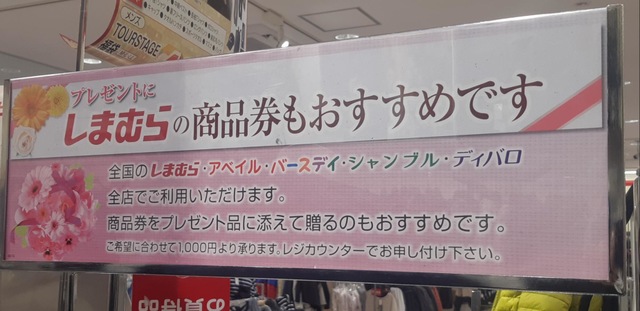 メンズ
TOURSTAGE
プレゼントに
しまむらの商品券もおすすめです
全国のしまむら・アベイル・バースデイ・シャンブル・ディバロ
全店でご利用いただけます。
商品券をプレゼント品に添えて贈るのもおすすめです。
ご希望に合わせて1,000円より承ります。レジカウンターでお申し付け下さい。
お買得品